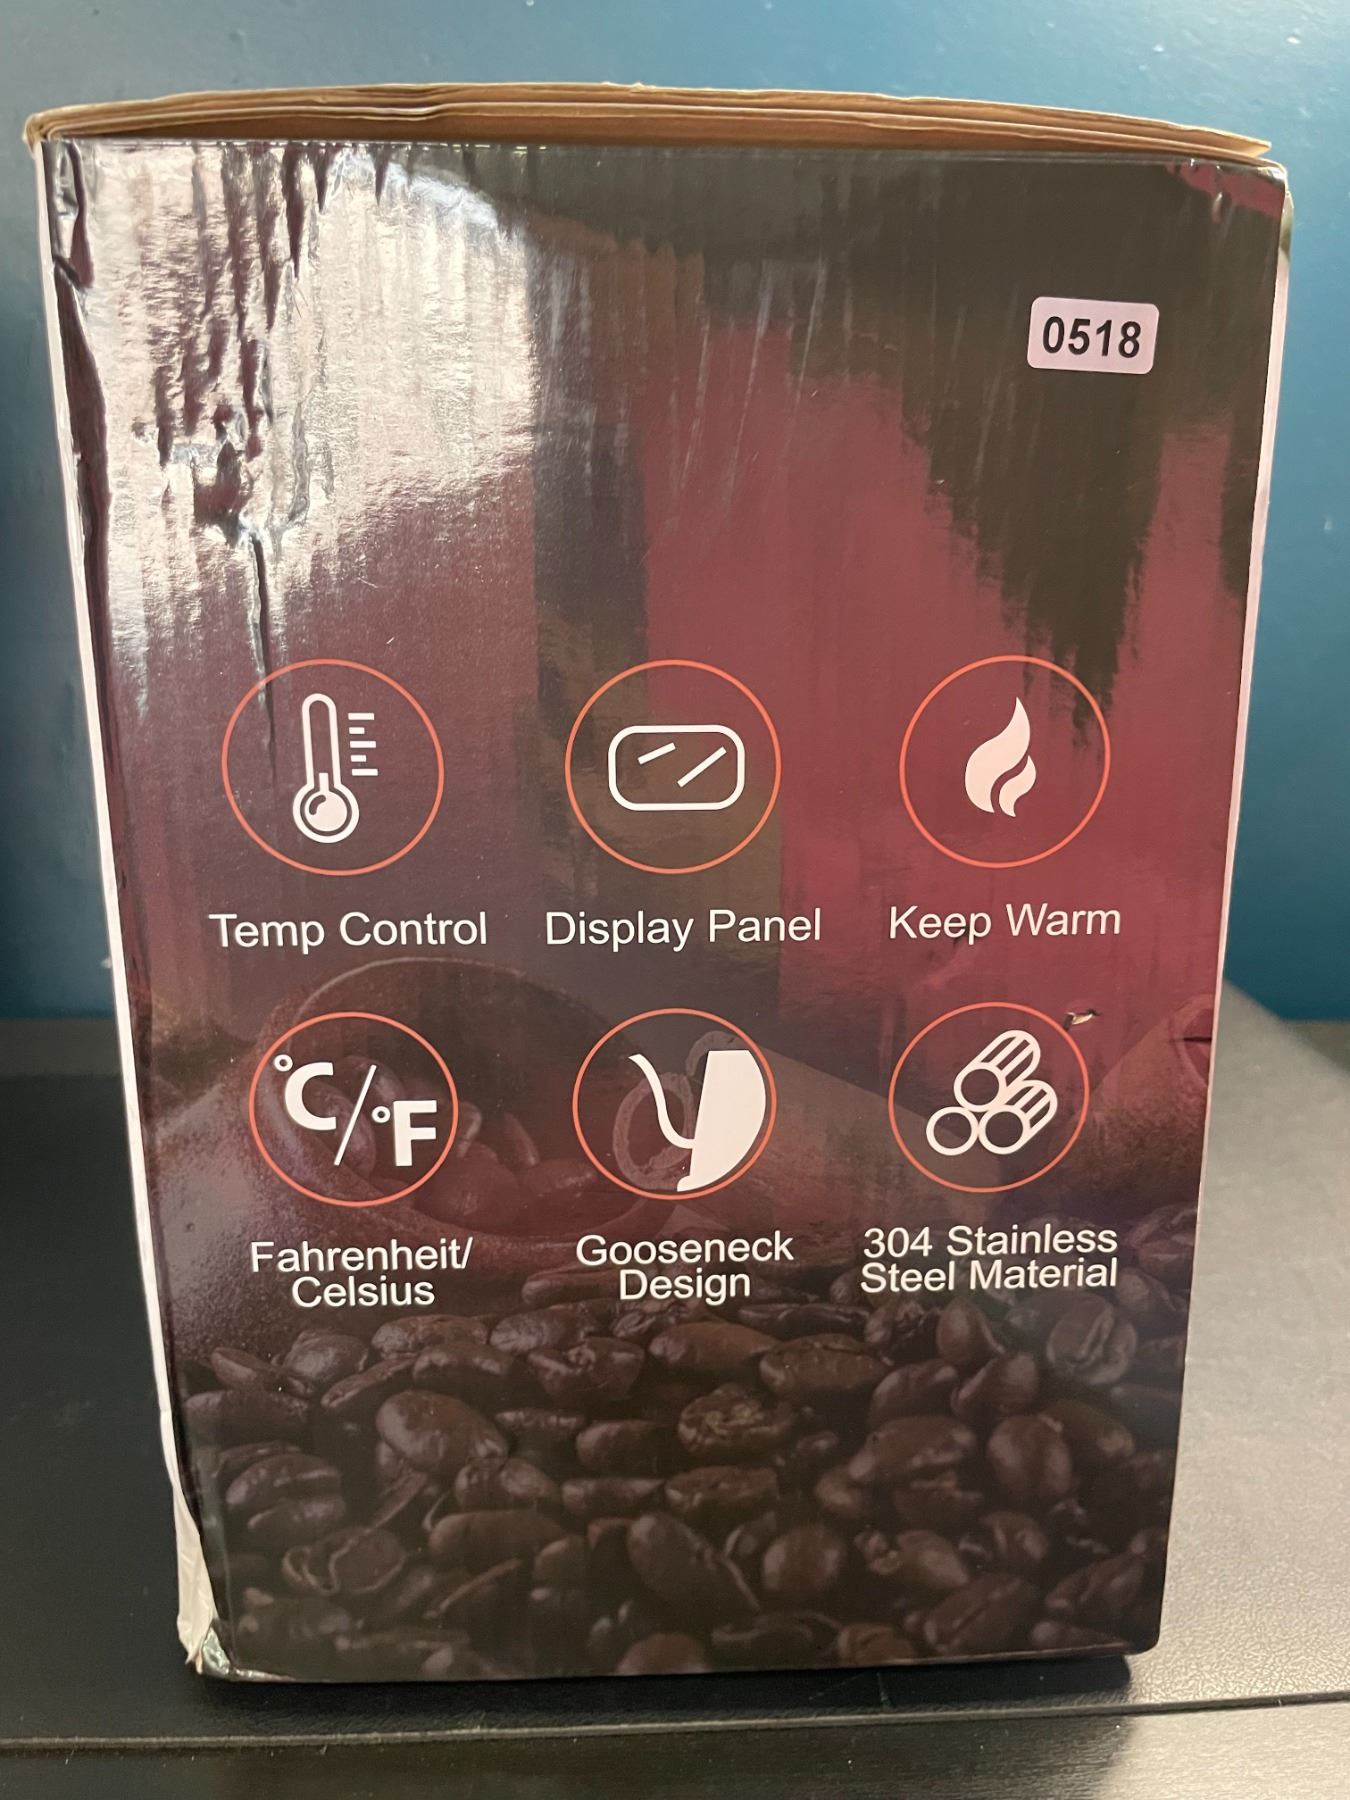 0518
Temp Control
Display Panel
Keep Warm
°C/°F
Fahrenheit/
Celsius
Gooseneck
Design
304 Stainless
Steel Material